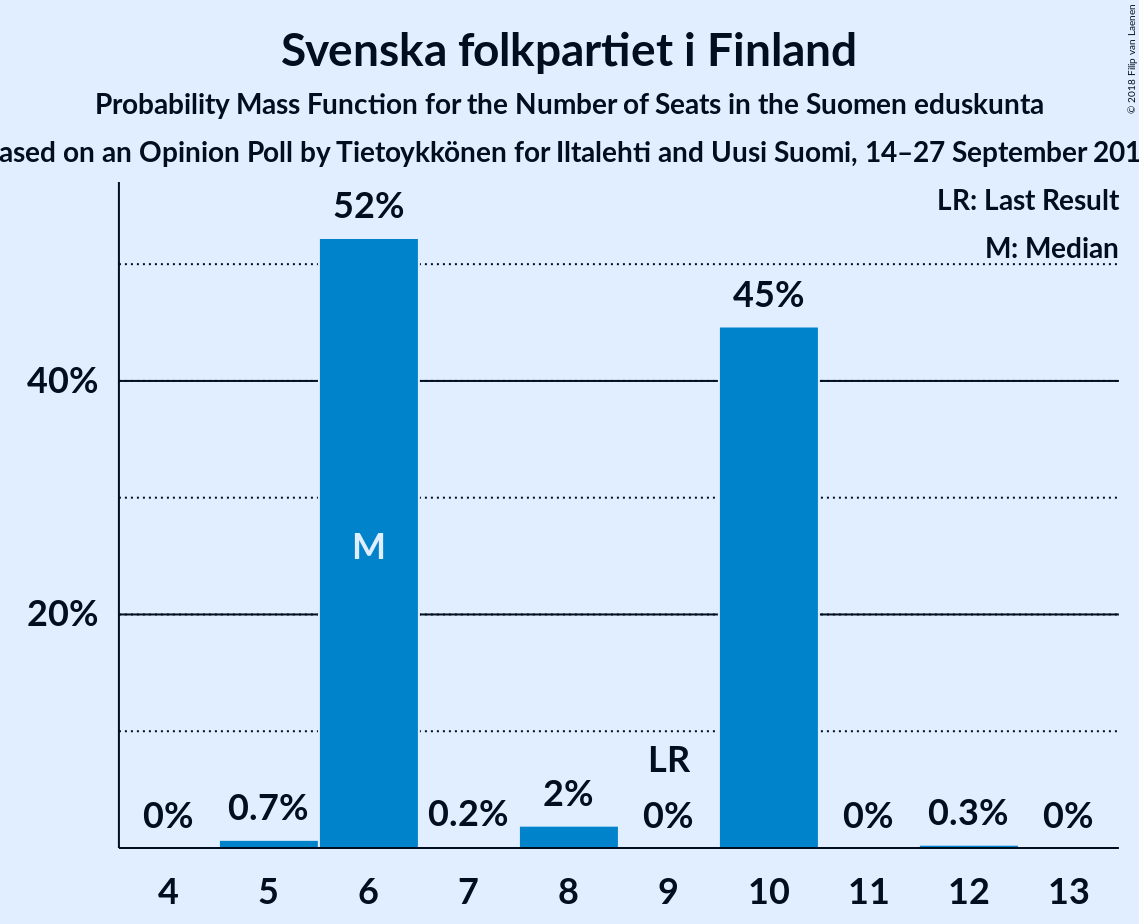 Svenska folkpartiet i Finland
Probability Mass Function for the Number of Seats in the Suomen eduskunta
on an Opinion Poll by Tietoykkönen for Iltalehti and Uusi Suomi, 14–27 September
© 2018 Filip van Laenen
LR: Last Result
M: Median
52%
45%
40%
M
20%
LR
0% 0.7% 0.2% 2% 0% 0% 0.3% 0%
4 5 6 7 8 9 10 11 12 13